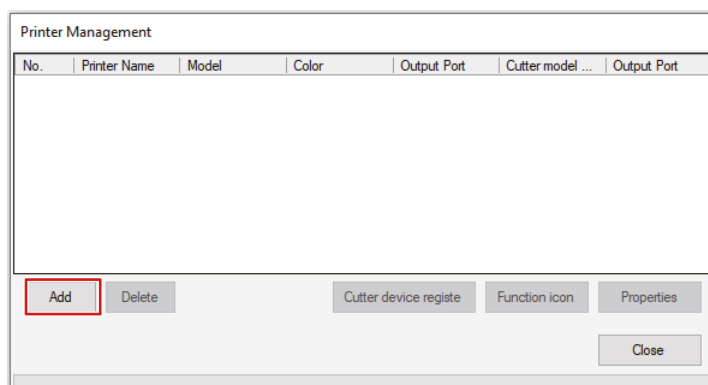 Printer Management
No. Printer Name Model Color Output Port Cutter model ... Output Port
Add Delete Cutter device registe Function icon Properties
Close